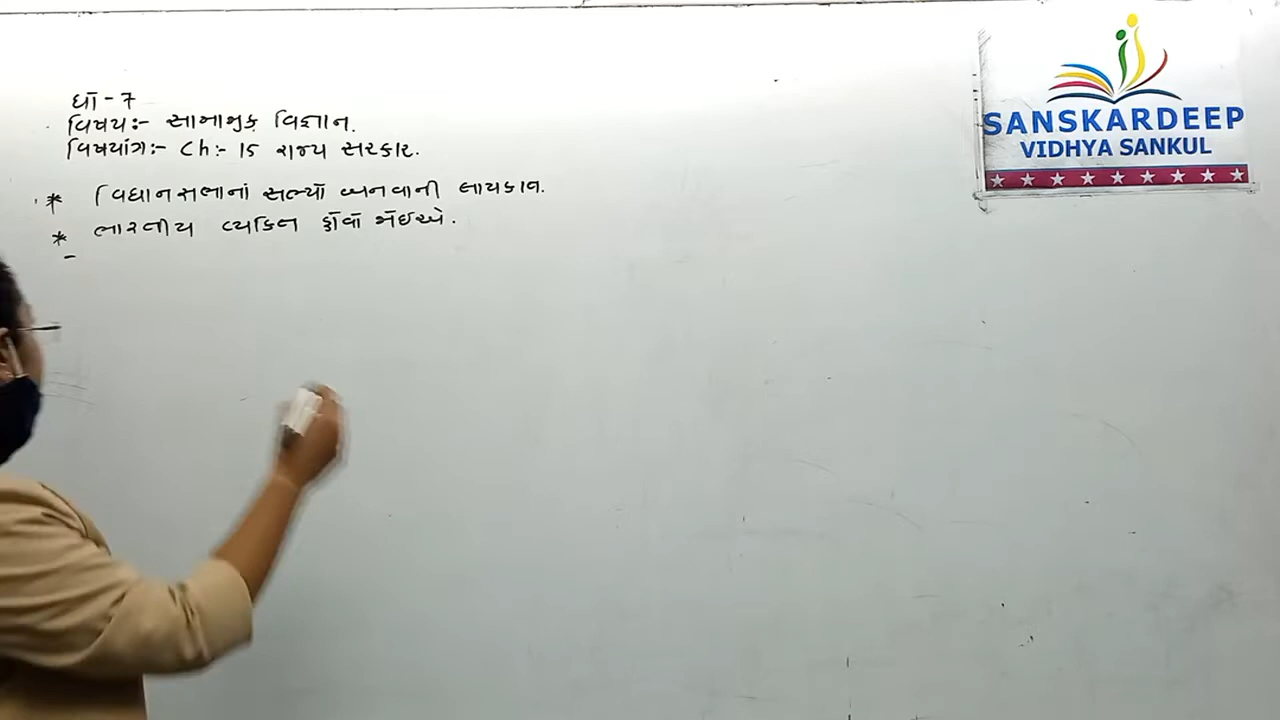 ધો - 7
વિષય:- સામાજીક વિજ્ઞાન.
વિષયાંગ:- Ch:- 15 રાજ્ય સરકાર.
* વિધાનસભાનાં સભ્યો બનવાની લાયકાત.
* ભારતીય વ્યકિત હોવો જોઈએ.
-
SANSKARDEEP
VIDHYA SANKUL